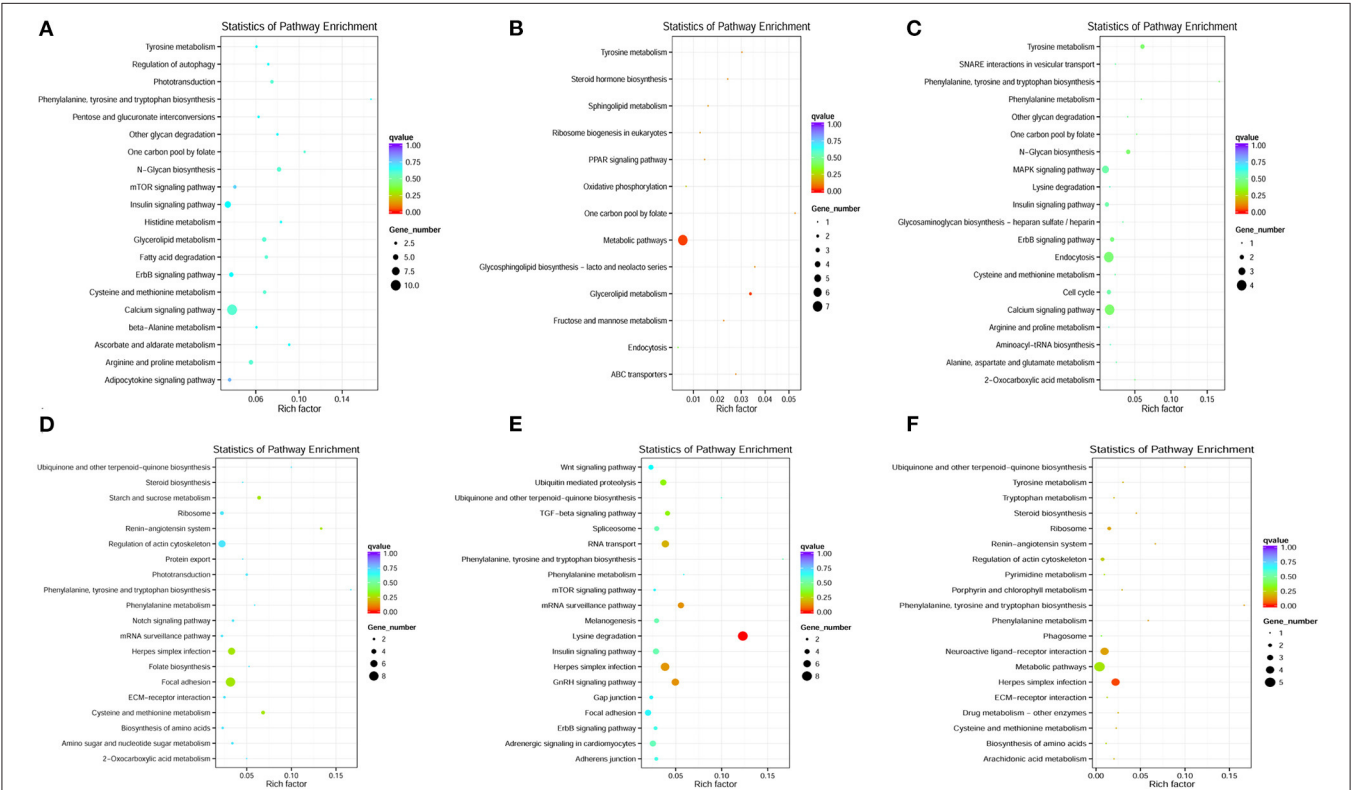 A
Statistics of Pathway Enrichment
Tyrosine metabolism
Regulation of autophagy
Phototransduction
Phenylalanine, tyrosine and tryptophan biosynthesis
Pentose and glucuronate interconversions
Other glycan degradation
One carbon pool by folate
N-Glycan biosynthesis
mTOR signaling pathway
Insulin signaling pathway
Histidine metabolism
Glycerolipid metabolism
Fatty acid degradation
ErbB signaling pathway
Cysteine and methionine metabolism
Calcium signaling pathway
beta-Alanine metabolism
Ascorbate and aldarate metabolism
Arginine and proline metabolism
Adipocytokine signaling pathway
0.06 0.10 0.14
Rich factor
qvalue
1.00
0.75
0.50
0.25
0.00
Gene_number
2.5
5.0
7.5
10.0
B
Statistics of Pathway Enrichment
Tyrosine metabolism
Steroid hormone biosynthesis
Sphingolipid metabolism
Ribosome biogenesis in eukaryotes
PPAR signaling pathway
Oxidative phosphorylation
One carbon pool by folate
Metabolic pathways
Glycosphingolipid biosynthesis - lacto and neolacto series
Glycerolipid metabolism
Fructose and mannose metabolism
Endocytosis
ABC transporters
0.01 0.02 0.03 0.04 0.05
Rich factor
qvalue
1.00
0.75
0.50
0.25
0.00
Gene_number
1
2
3
4
5
6
7
C
Statistics of Pathway Enrichment
Tyrosine metabolism
SNARE interactions in vesicular transport
Phenylalanine, tyrosine and tryptophan biosynthesis
Phenylalanine metabolism
Other glycan degradation
One carbon pool by folate
N-Glycan biosynthesis
MAPK signaling pathway
Lysine degradation
Insulin signaling pathway
Glycosaminoglycan biosynthesis - heparan sulfate / heparin
ErbB signaling pathway
Endocytosis
Cysteine and methionine metabolism
Cell cycle
Calcium signaling pathway
Arginine and proline metabolism
Aminoacyl-tRNA biosynthesis
Alanine, aspartate and glutamate metabolism
2-Oxocarboxylic acid metabolism
0.05 0.10 0.15
Rich factor
qvalue
1.00
0.75
0.50
0.25
0.00
Gene_number
1
2
3
4
D
Statistics of Pathway Enrichment
Ubiquinone and other terpenoid-quinone biosynthesis
Steroid biosynthesis
Starch and sucrose metabolism
Ribosome
Renin-angiotensin system
Regulation of actin cytoskeleton
Protein export
Phototransduction
Phenylalanine, tyrosine and tryptophan biosynthesis
Phenylalanine metabolism
Notch signaling pathway
mRNA surveillance pathway
Herpes simplex infection
Folate biosynthesis
Focal adhesion
ECM-receptor interaction
Cysteine and methionine metabolism
Biosynthesis of amino acids
Amino sugar and nucleotide sugar metabolism
2-Oxocarboxylic acid metabolism
0.05 0.10 0.15
Rich factor
qvalue
1.00
0.75
0.50
0.25
0.00
Gene_number
2
4
6
8
E
Statistics of Pathway Enrichment
Wnt signaling pathway
Ubiquitin mediated proteolysis
Ubiquinone and other terpenoid-quinone biosynthesis
TGF-beta signaling pathway
Spliceosome
RNA transport
Phenylalanine, tyrosine and tryptophan biosynthesis
Phenylalanine metabolism
mTOR signaling pathway
mRNA surveillance pathway
Melanogenesis
Lysine degradation
Insulin signaling pathway
Herpes simplex infection
GnRH signaling pathway
Gap junction
Focal adhesion
ErbB signaling pathway
Adrenergic signaling in cardiomyocytes
Adherens junction
0.05 0.10 0.15
Rich factor
qvalue
1.00
0.75
0.50
0.25
0.00
Gene_number
2
4
6
8
F
Statistics of Pathway Enrichment
Ubiquinone and other terpenoid-quinone biosynthesis
Tyrosine metabolism
Tryptophan metabolism
Steroid biosynthesis
Ribosome
Renin-angiotensin system
Regulation of actin cytoskeleton
Pyrimidine metabolism
Porphyrin and chlorophyll metabolism
Phenylalanine, tyrosine and tryptophan biosynthesis
Phenylalanine metabolism
Phagosome
Neuroactive ligand-receptor interaction
Metabolic pathways
Herpes simplex infection
ECM-receptor interaction
Drug metabolism - other enzymes
Cysteine and methionine metabolism
Biosynthesis of amino acids
Arachidonic acid metabolism
0.00 0.05 0.10 0.15
Rich factor
qvalue
1.00
0.75
0.50
0.25
0.00
Gene_number
1
2
3
4
5